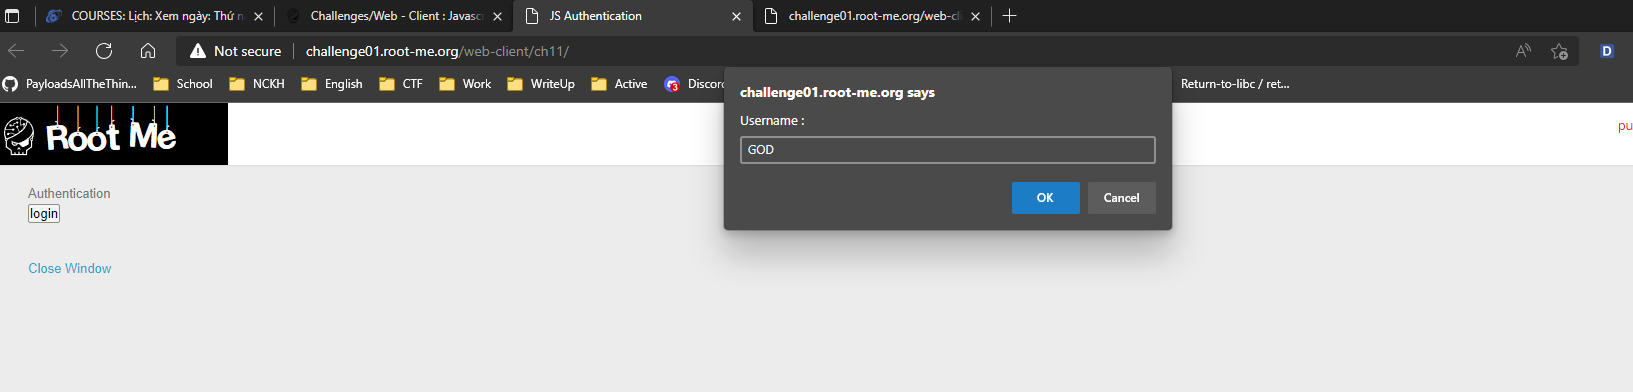 COURSES: Lịch: Xem ngày: Thứ n
Challenges/Web - Client : Javasc
JS Authentication
challenge01.root-me.org/web-cli
Not secure
challenge01.root-me.org/web-client/ch11/
D
PayloadsAllTheThin...
School
NCKH
English
CTF
Work
WriteUp
Active
Discor
3
Return-to-libc / ret...
challenge01.root-me.org says
Username :
GOD
OK
Cancel
Root Me
pu
Authentication
login
Close Window